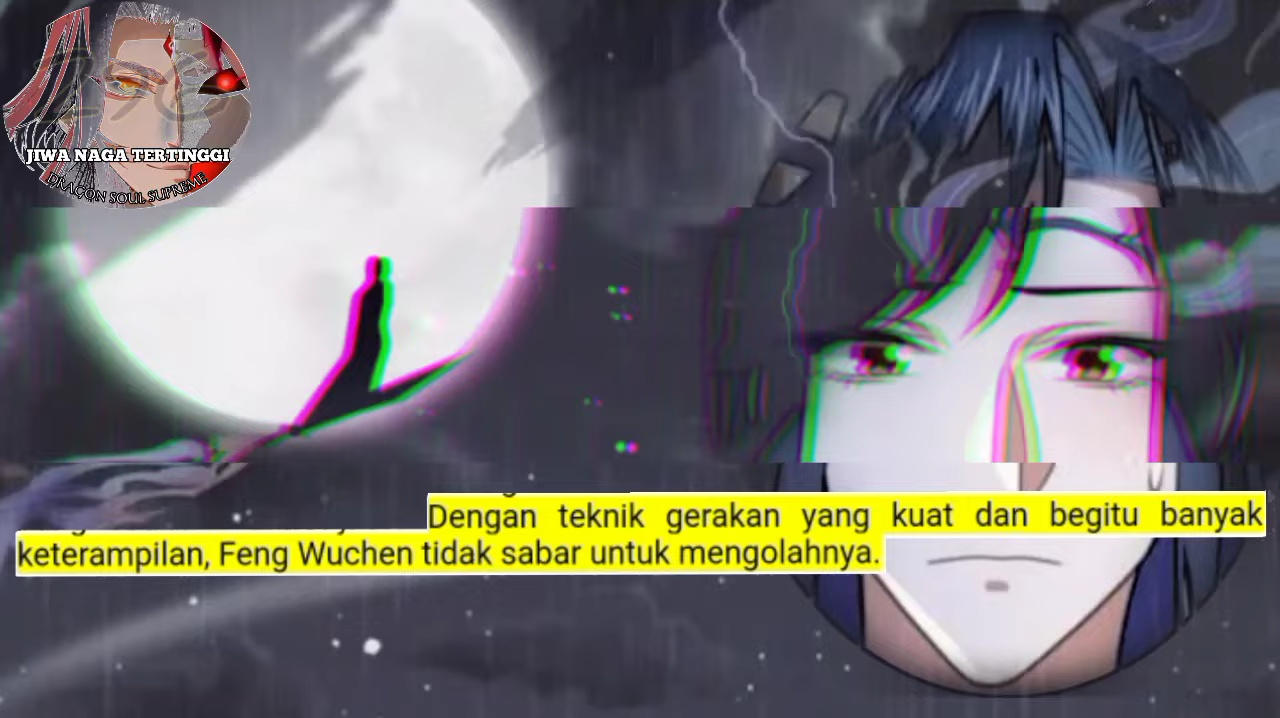 JIWA NAGA TERTINGGI
DRAGON SOUL SUPREME
Dengan teknik gerakan yang kuat dan begitu banyak
keterampilan, Feng Wuchen tidak sabar untuk mengolahnya.